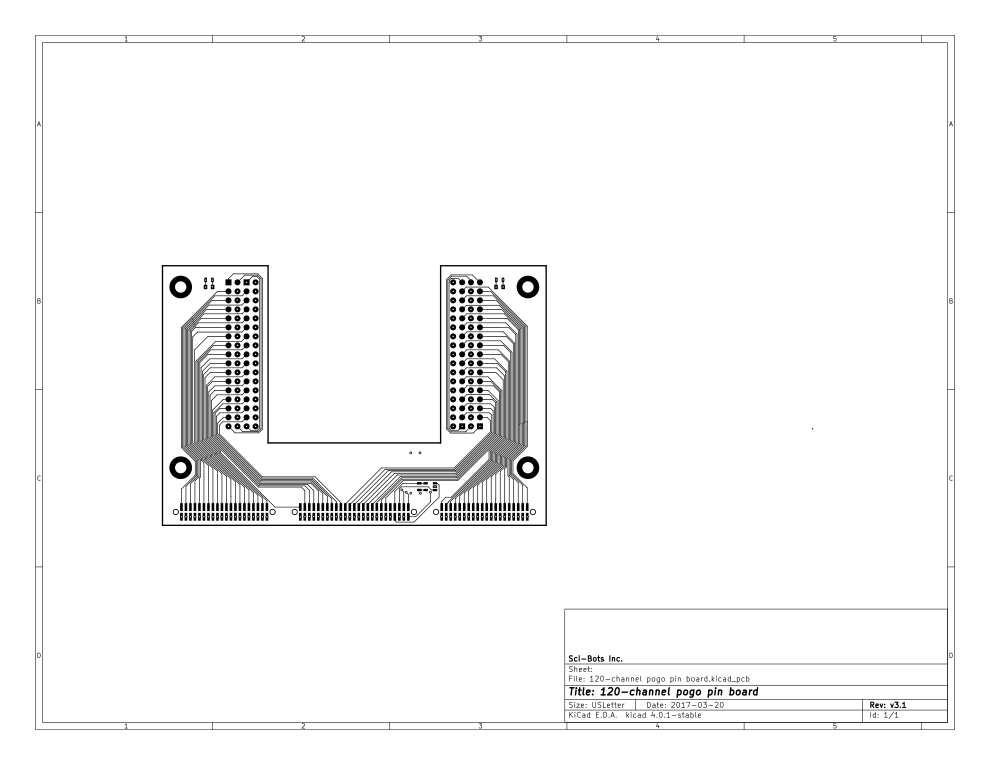 1 2 3 4 5
A A
B B
C C
D D
Sci-Bots Inc.
Sheet:
File: 120-channel pogo pin board.kicad_pcb
Title: 120-channel pogo pin board
Size: USLetter Date: 2017-03-20 Rev: v3.1
KiCad E.D.A. kicad 4.0.1-stable Id: 1/1
1 2 3 4 5